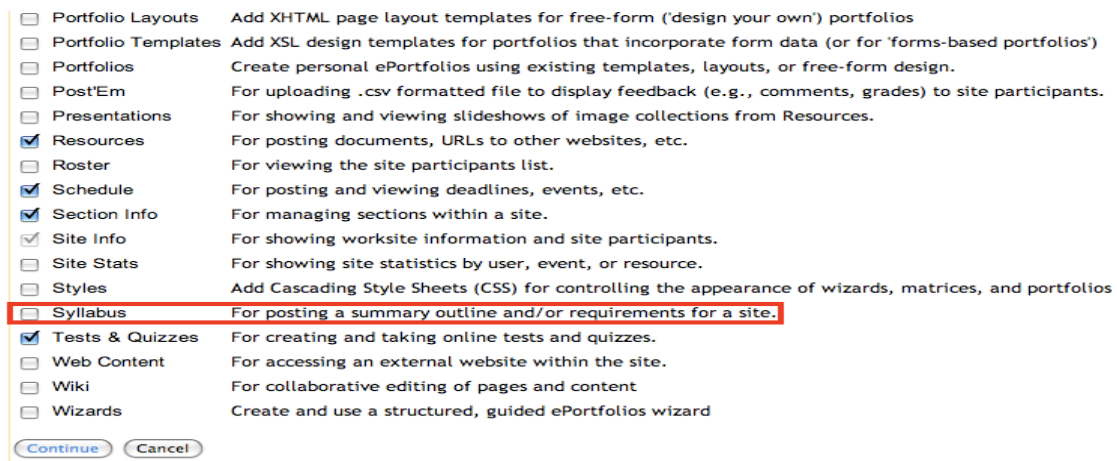 Portfolio Layouts Add XHTML page layout templates for free-form ('design your own') portfolios
Portfolio Templates Add XSL design templates for portfolios that incorporate form data (or for 'forms-based portfolios')
Portfolios Create personal ePortfolios using existing templates, layouts, or free-form design.
Post'Em For uploading .csv formatted file to display feedback (e.g., comments, grades) to site participants.
Presentations For showing and viewing slideshows of image collections from Resources.
Resources For posting documents, URLs to other websites, etc.
Roster For viewing the site participants list.
Schedule For posting and viewing deadlines, events, etc.
Section Info For managing sections within a site.
Site Info For showing worksite information and site participants.
Site Stats For showing site statistics by user, event, or resource.
Styles Add Cascading Style Sheets (CSS) for controlling the appearance of wizards, matrices, and portfolios
Syllabus For posting a summary outline and/or requirements for a site.
Tests & Quizzes For creating and taking online tests and quizzes.
Web Content For accessing an external website within the site.
Wiki For collaborative editing of pages and content
Wizards Create and use a structured, guided ePortfolios wizard
Continue Cancel